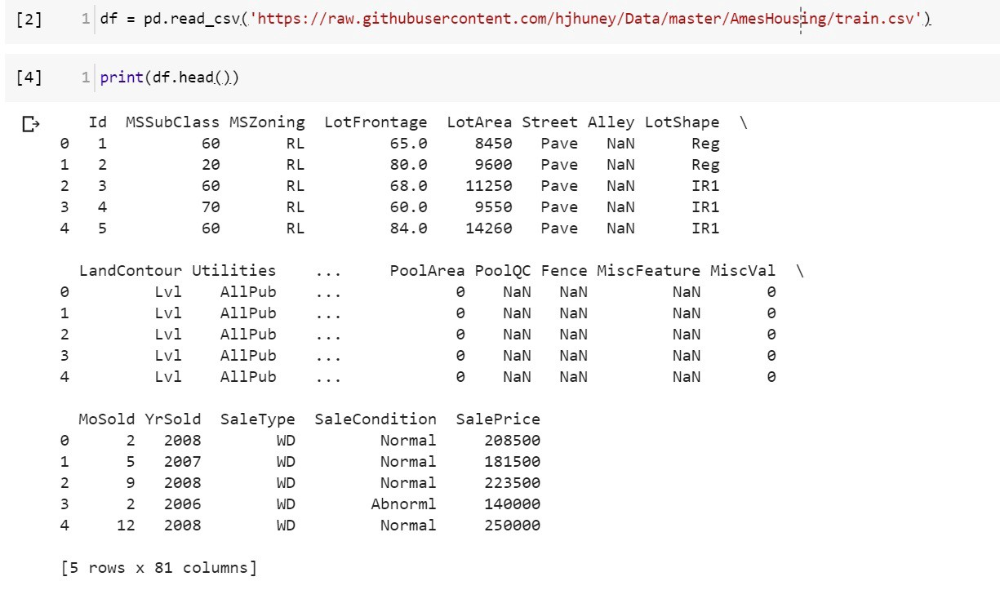 [2] 1 df = pd.read_csv('https://raw.githubusercontent.com/hjhuney/Data/master/AmesHousing/train.csv')
[4] 1 print(df.head())
Id MSSubClass MSZoning LotFrontage LotArea Street Alley LotShape \
0 1 60 RL 65.0 8450 Pave NaN Reg
1 2 20 RL 80.0 9600 Pave NaN Reg
2 3 60 RL 68.0 11250 Pave NaN IR1
3 4 70 RL 60.0 9550 Pave NaN IR1
4 5 60 RL 84.0 14260 Pave NaN IR1
LandContour Utilities ... PoolArea PoolQC Fence MiscFeature MiscVal \
0 Lvl AllPub ... 0 NaN NaN NaN 0
1 Lvl AllPub ... 0 NaN NaN NaN 0
2 Lvl AllPub ... 0 NaN NaN NaN 0
3 Lvl AllPub ... 0 NaN NaN NaN 0
4 Lvl AllPub ... 0 NaN NaN NaN 0
MoSold YrSold SaleType SaleCondition SalePrice
0 2 2008 WD Normal 208500
1 5 2007 WD Normal 181500
2 9 2008 WD Normal 223500
3 2 2006 WD Abnorml 140000
4 12 2008 WD Normal 250000
[5 rows x 81 columns]